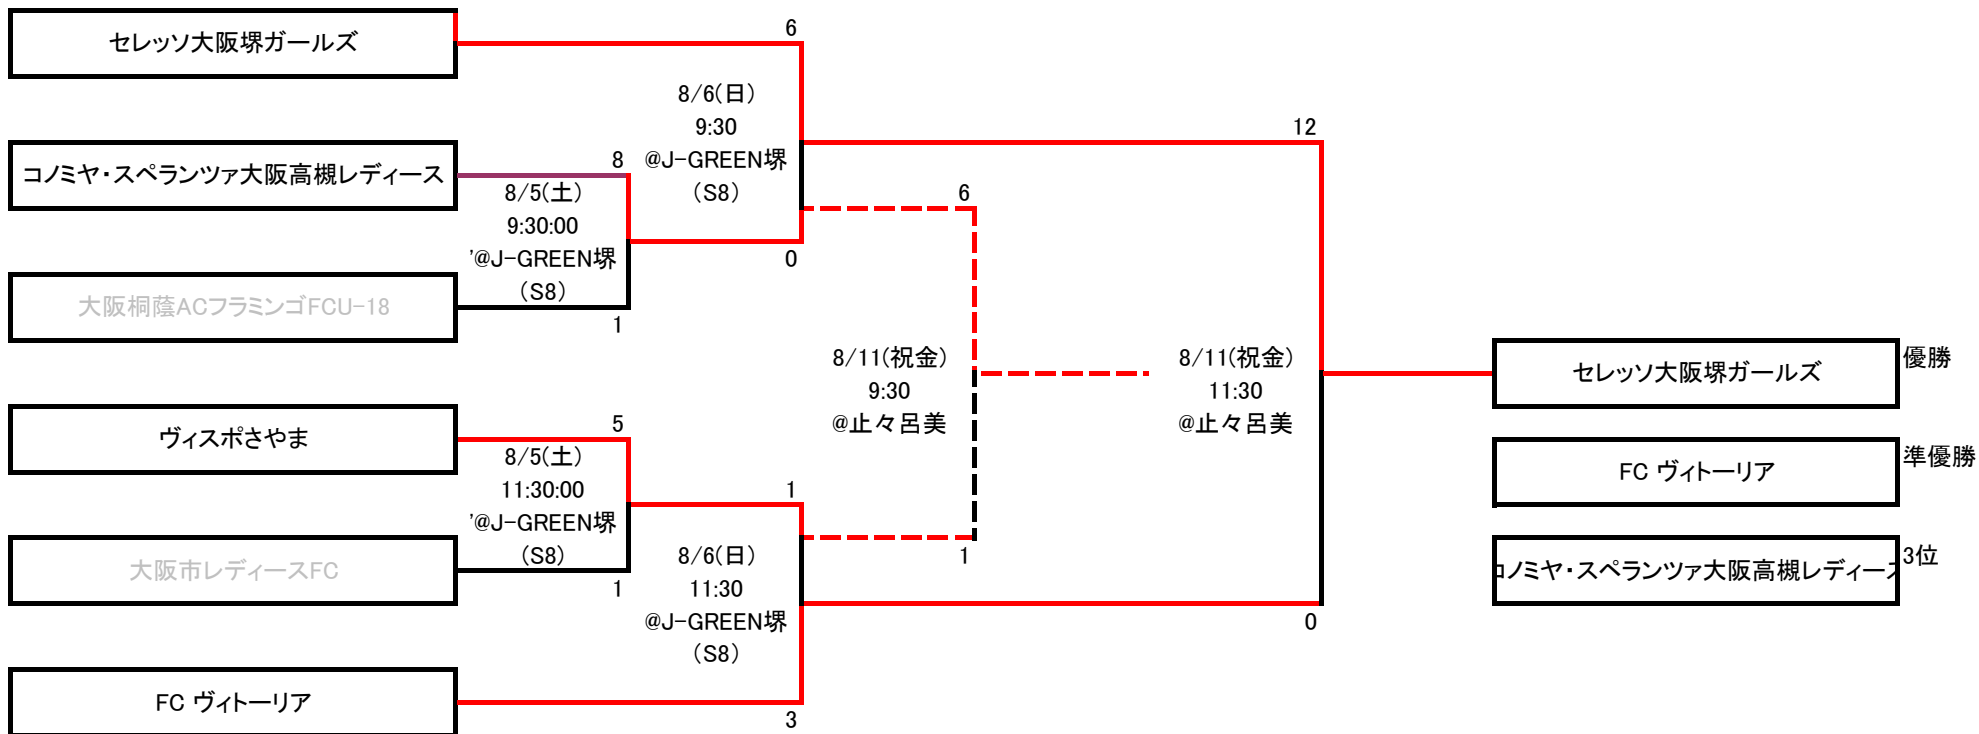 セレッソ大阪堺ガールズ
6
8/6(日)
9:30
@J-GREEN堺
(S8)
12
コノミヤ・スペランツァ大阪高槻レディース
8
8/5(土)
9:30:00
'@J-GREEN堺
(S8)
6
0
大阪桐蔭ACフラミンゴFCU-18
1
8/11(祝金)
9:30
@止々呂美
8/11(祝金)
11:30
@止々呂美
セレッソ大阪堺ガールズ
優勝
ヴィスポさやま
5
8/5(土)
11:30:00
'@J-GREEN堺
(S8)
1
FC ヴィトーリア
準優勝
大阪市レディースFC
1
8/6(日)
11:30
@J-GREEN堺
(S8)
1
コノミヤ・スペランツァ大阪高槻レディース
3位
0
FC ヴィトーリア
3